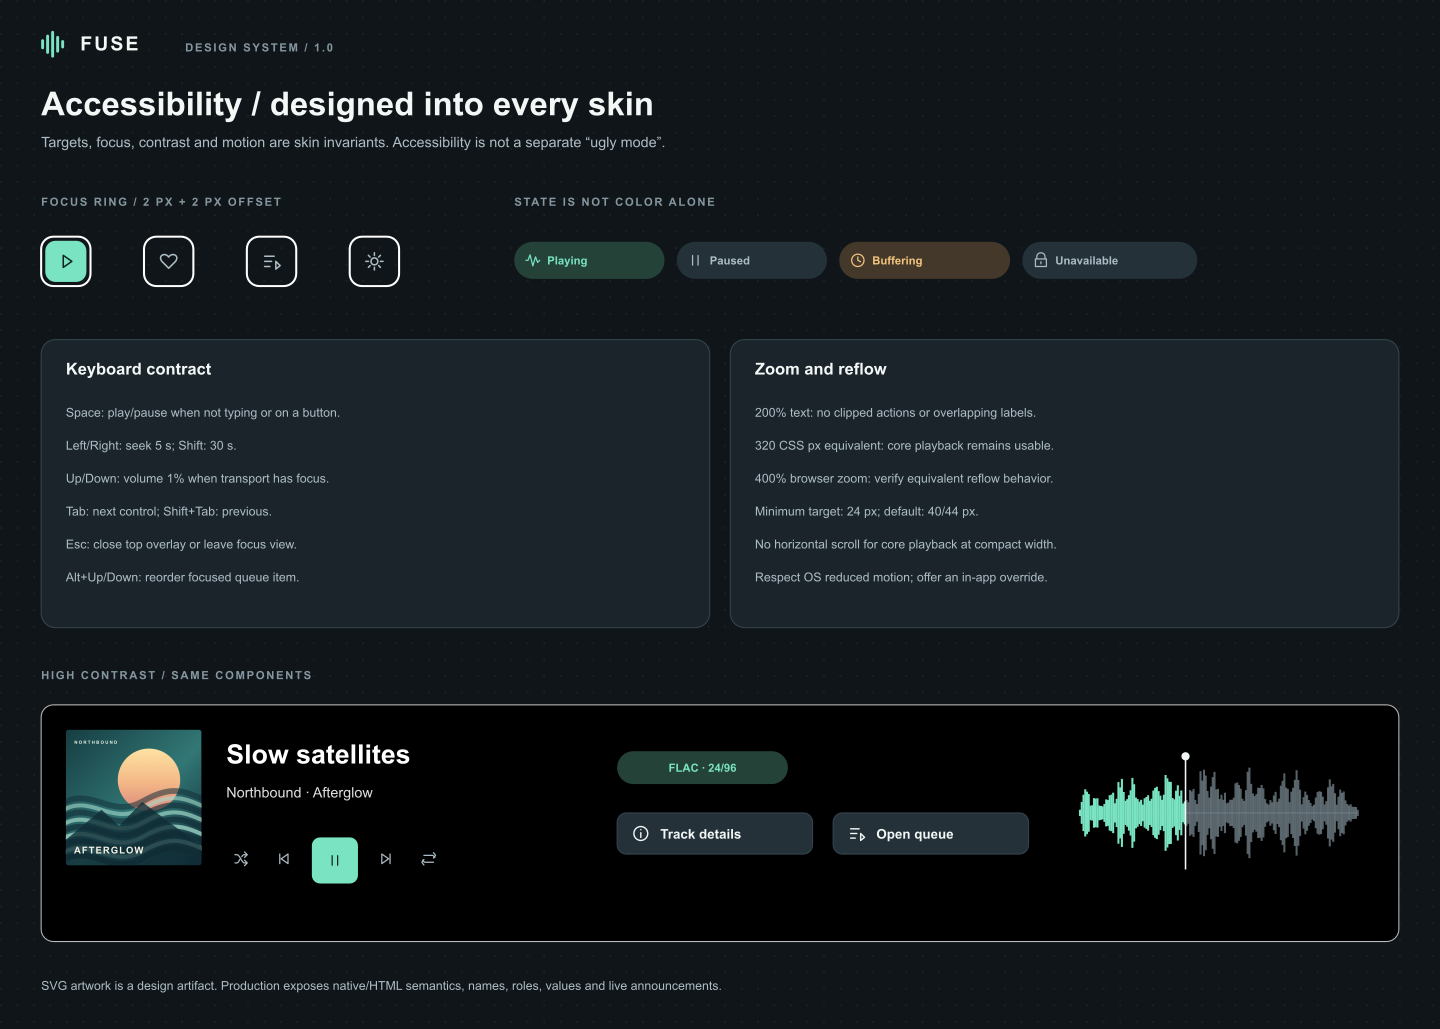 FUSE
DESIGN SYSTEM / 1.0
Accessibility / designed into every skin
Targets, focus, contrast and motion are skin invariants. Accessibility is not a separate “ugly mode”.
FOCUS RING / 2 PX + 2 PX OFFSET
STATE IS NOT COLOR ALONE
Playing
Paused
Buffering
Unavailable
Keyboard contract
Space: play/pause when not typing or on a button.
Left/Right: seek 5 s; Shift: 30 s.
Up/Down: volume 1% when transport has focus.
Tab: next control; Shift+Tab: previous.
Esc: close top overlay or leave focus view.
Alt+Up/Down: reorder focused queue item.
Zoom and reflow
200% text: no clipped actions or overlapping labels.
320 CSS px equivalent: core playback remains usable.
400% browser zoom: verify equivalent reflow behavior.
Minimum target: 24 px; default: 40/44 px.
No horizontal scroll for core playback at compact width.
Respect OS reduced motion; offer an in-app override.
HIGH CONTRAST / SAME COMPONENTS
NORTHBOUND
AFTERGLOW
Slow satellites
Northbound · Afterglow
FLAC · 24/96
Track details
Open queue
SVG artwork is a design artifact. Production exposes native/HTML semantics, names, roles, values and live announcements.